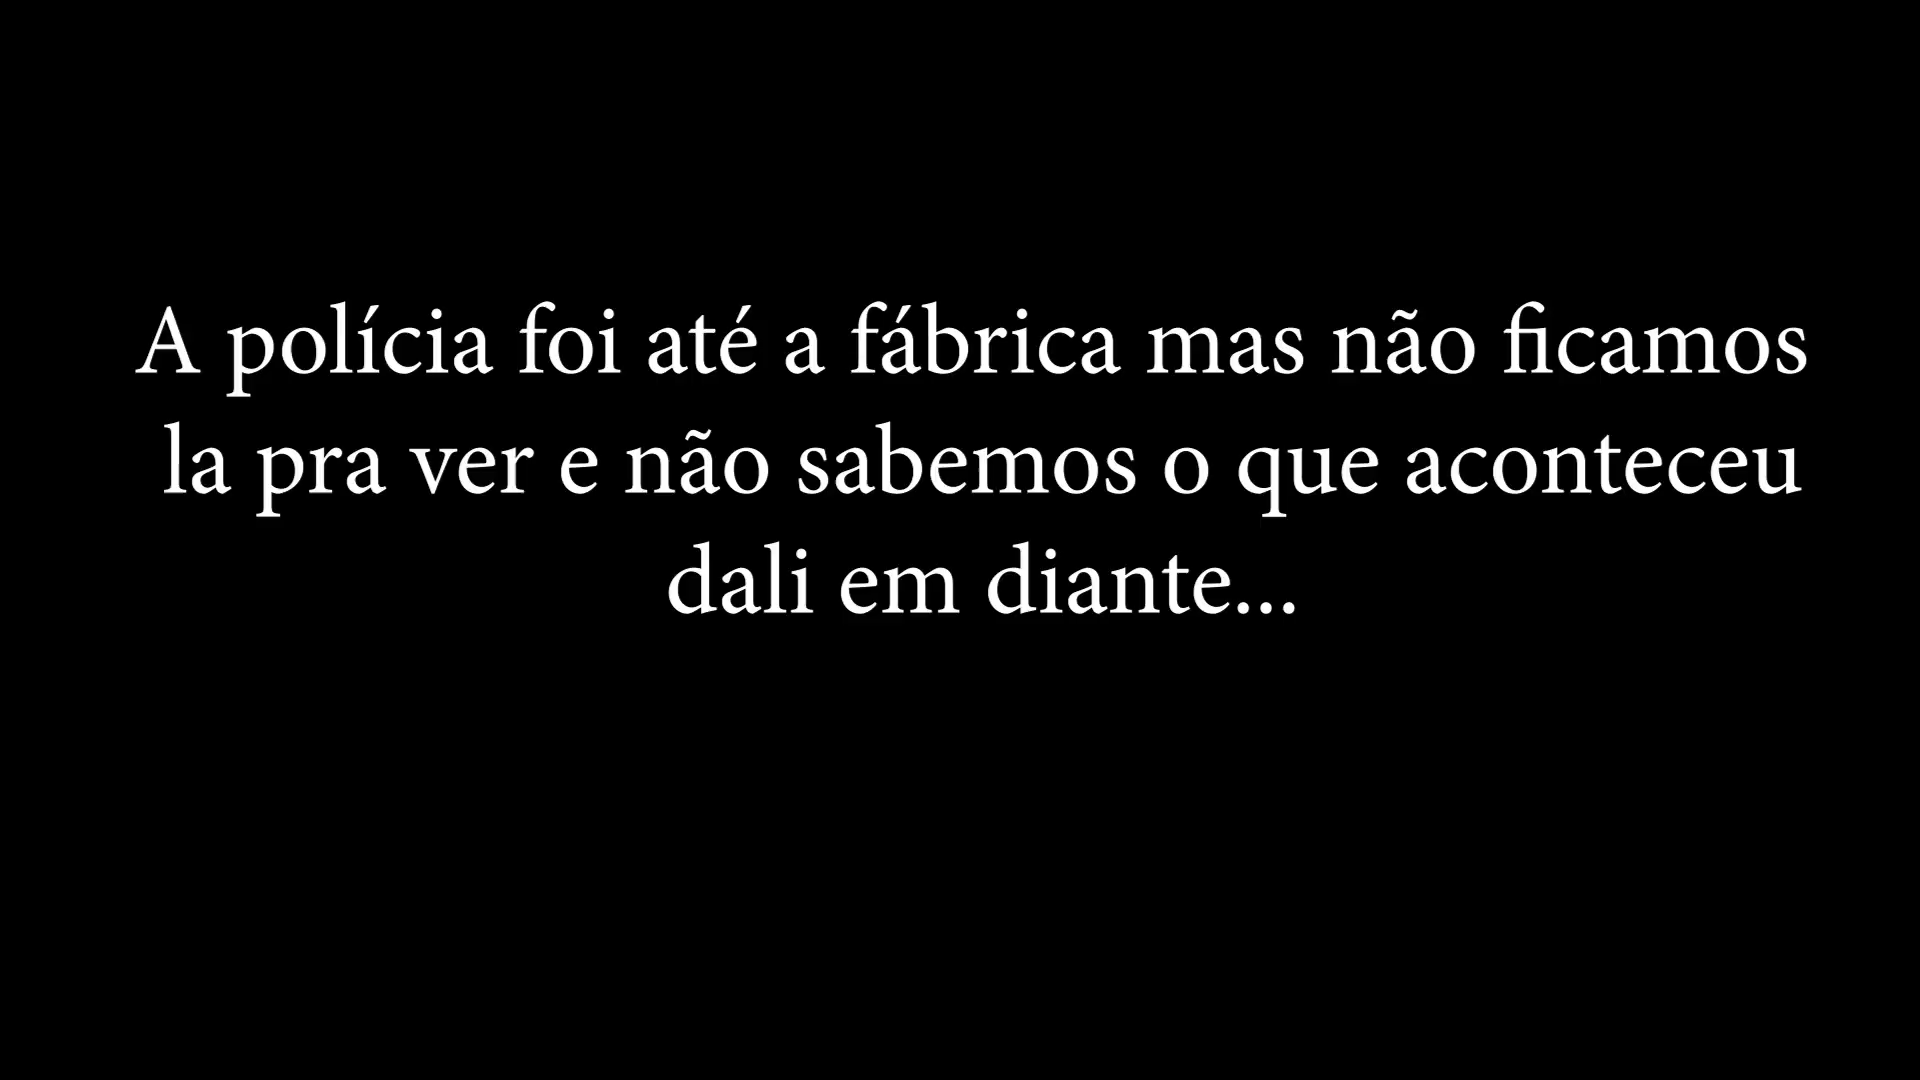 A polícia foi até a fábrica mas não ficamos
la pra ver e não sabemos o que aconteceu
dali em diante...